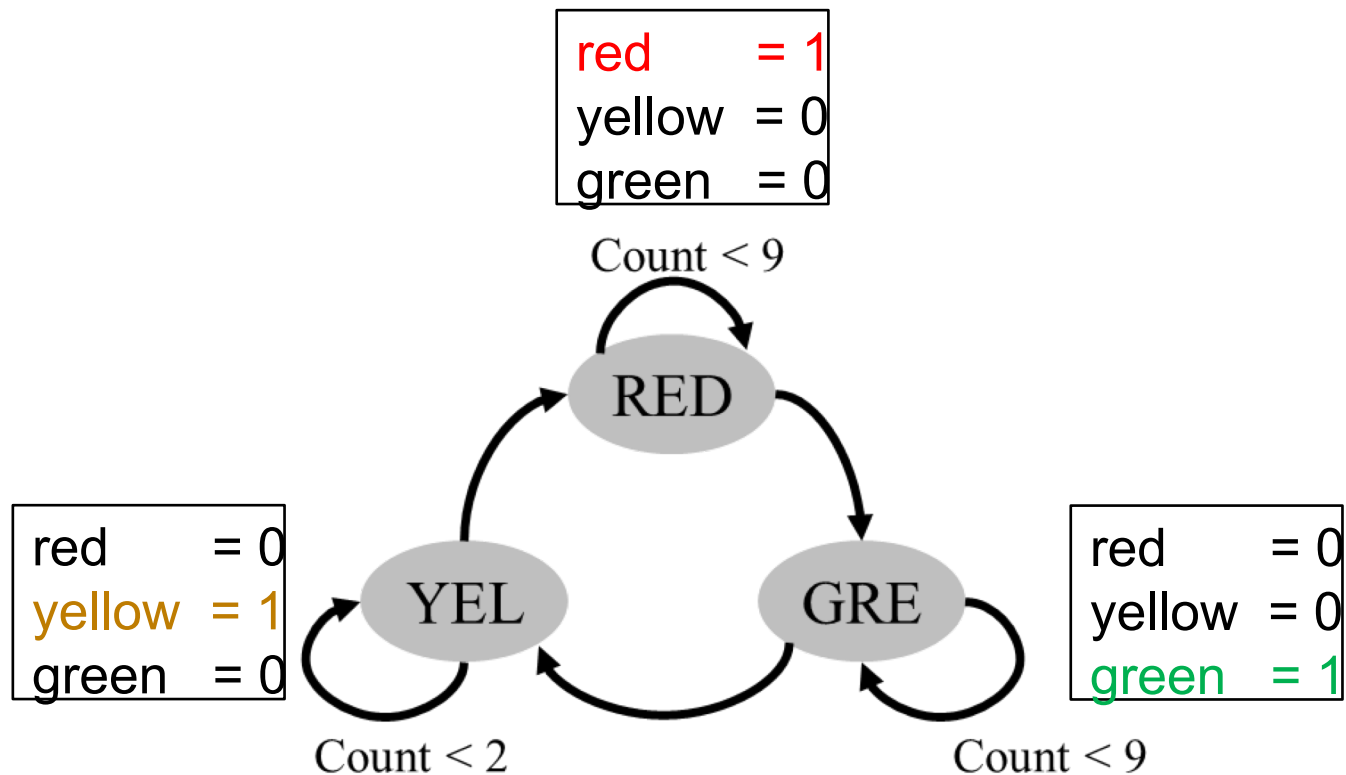 red = 1
yellow = 0
green = 0
Count < 9
RED
red = 0
yellow = 1
green = 0
YEL
GRE
red = 0
yellow = 0
green = 1
Count < 2
Count < 9